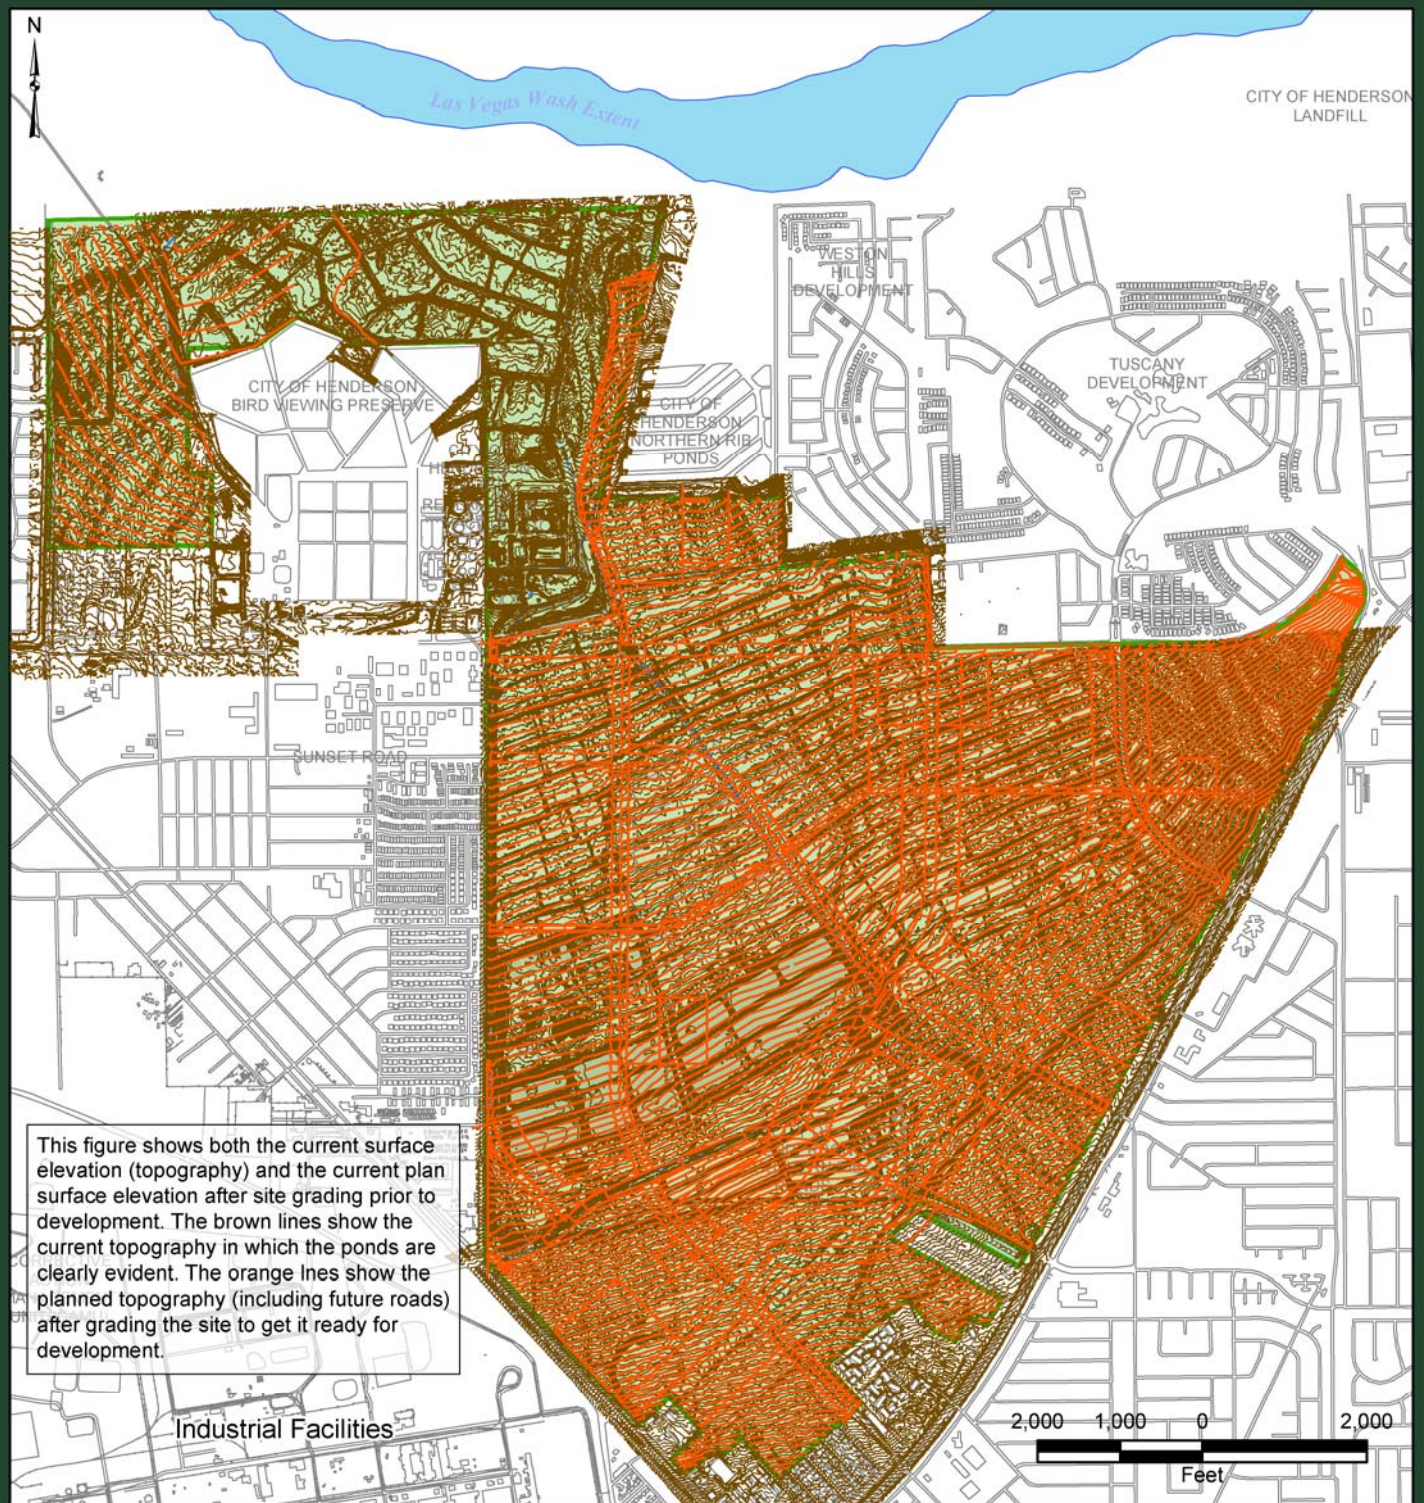 N
Las Vegas Wash Extent
CITY OF HENDERSON
LANDFILL
WESTON
HILLS
DEVELOPMENT
TUSCANY
DEVELOPMENT
CITY OF HENDERSON
BIRD VIEWING PRESERVE
CITY OF
HENDERSON
NORTHERN RIB
PONDS
SUNSET ROAD
This figure shows both the current surface
elevation (topography) and the current plan
surface elevation after site grading prior to
development. The brown lines show the
current topography in which the ponds are
clearly evident. The orange lnes show the
planned topography (including future roads)
after grading the site to get it ready for
development.
Industrial Facilities
2,000 1,000 0 2,000
Feet